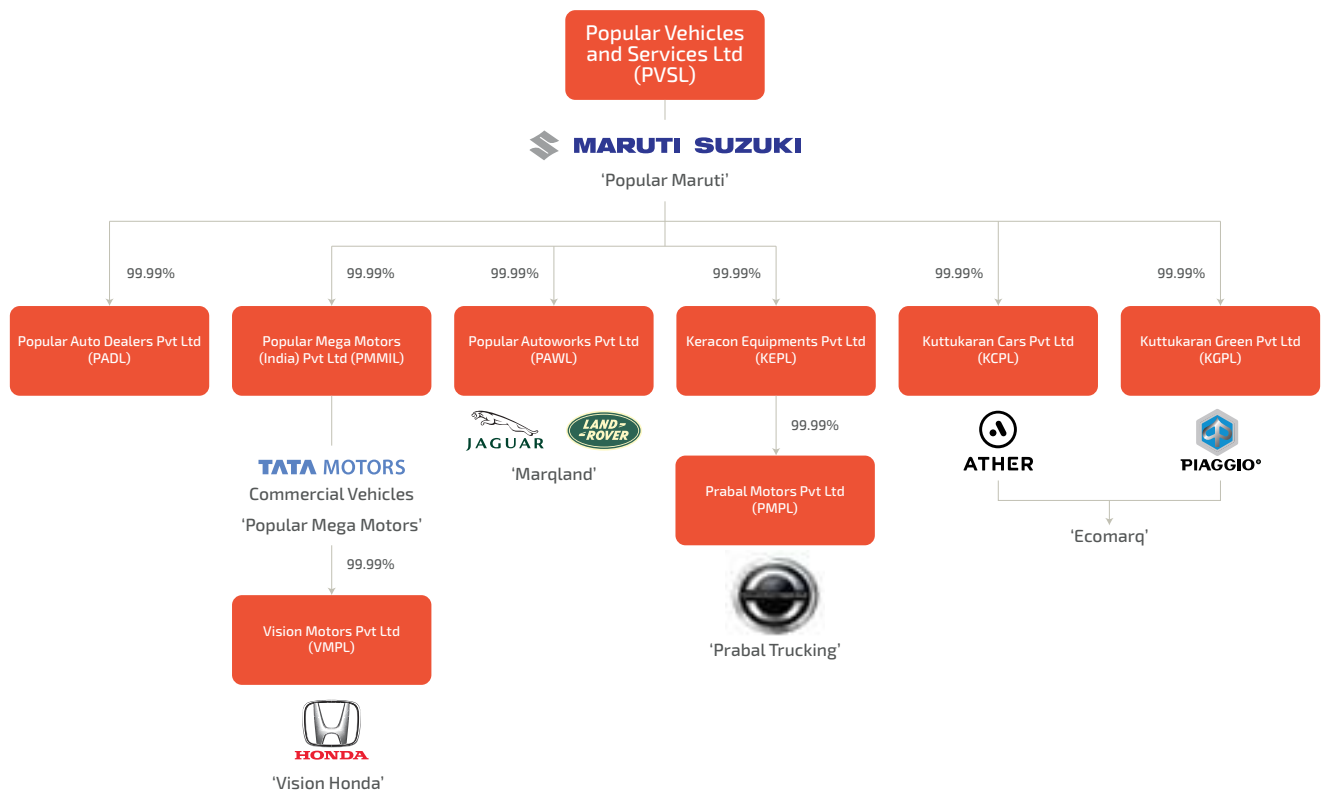 Popular Vehicles
and Services Ltd
(PVSL)
MARUTI SUZUKI
‘Popular Maruti’
99.99%
99.99%
99.99%
99.99%
99.99%
99.99%
Popular Auto Dealers Pvt Ltd
(PADL)
Popular Mega Motors
(India) Pvt Ltd (PMMIL)
Popular Autoworks Pvt Ltd
(PAWL)
Keracon Equipments Pvt Ltd
(KEPL)
Kuttukaran Cars Pvt Ltd
(KCPL)
Kuttukaran Green Pvt Ltd
(KGPL)
TATA MOTORS
Commercial Vehicles
‘Popular Mega Motors’
99.99%
Vision Motors Pvt Ltd
(VMPL)
HONDA
‘Vision Honda’
JAGUAR
LAND-
-ROVER
‘Marqland’
99.99%
Prabal Motors Pvt Ltd
(PMPL)
‘Prabal Trucking’
ATHER
PIAGGIO®
‘Ecomarq’